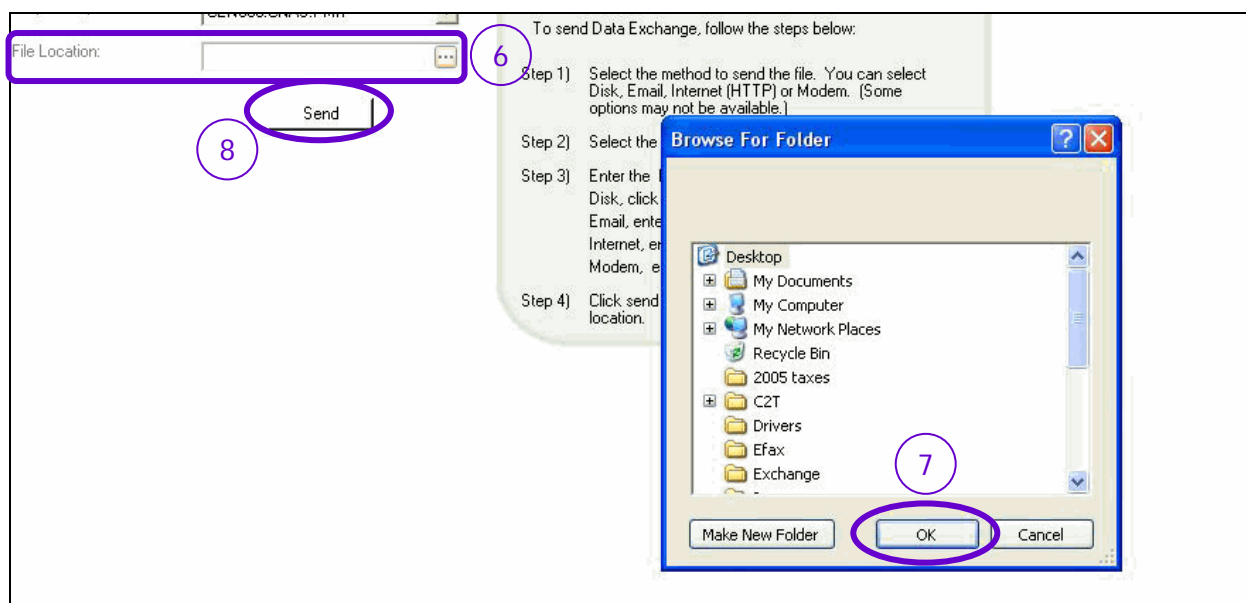 File Location:
...
6
Send
8
To send Data Exchange, follow the steps below:
Step 1) Select the method to send the file. You can select
Disk, Email, Internet (HTTP) or Modem. (Some
options may not be available.)
Step 2) Select the
Step 3) Enter the
Disk, click
Email, ente
Internet, er
Modem, e
Step 4) Click send
location.
Browse For Folder
?
Desktop
My Documents
My Computer
My Network Places
Recycle Bin
2005 taxes
C2T
Drivers
Efax
Exchange
7
Make New Folder
OK
Cancel